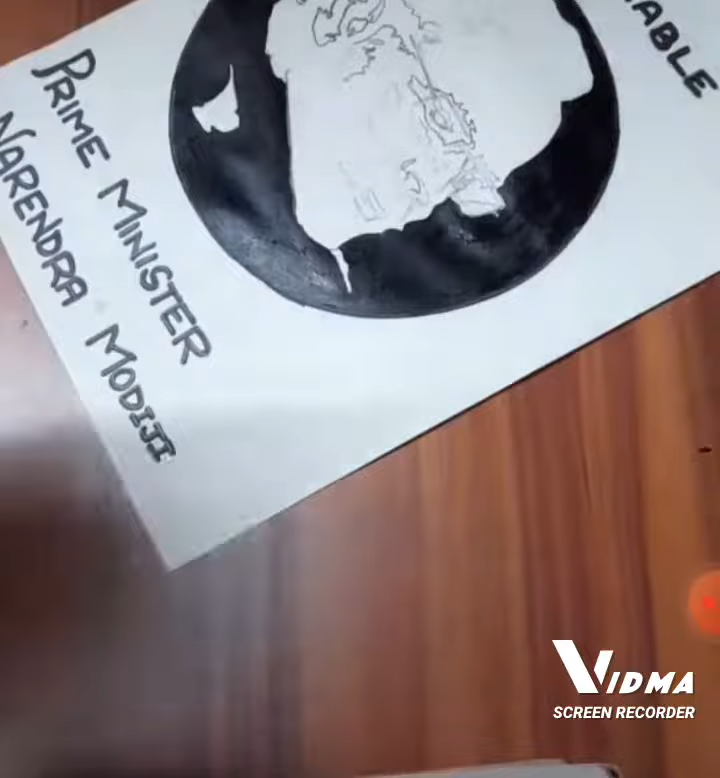 ABLE
PRIME MINISTER
NARENDRA MODIJI
VIDMA
SCREEN RECORDER